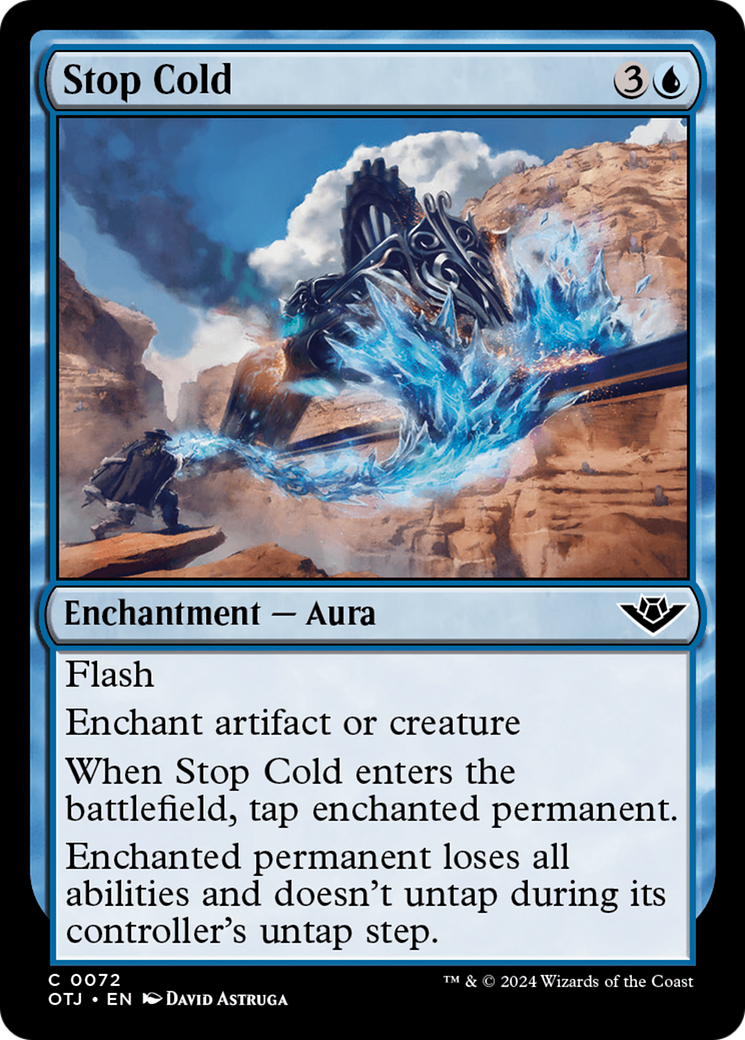 Stop Cold 3
Enchantment — Aura
Flash
Enchant artifact or creature
When Stop Cold enters the
battlefield, tap enchanted permanent.
Enchanted permanent loses all
abilities and doesn't untap during its
controller's untap step.
C 0072
OTJ • EN David Astruga
™ & © 2024 Wizards of the Coast